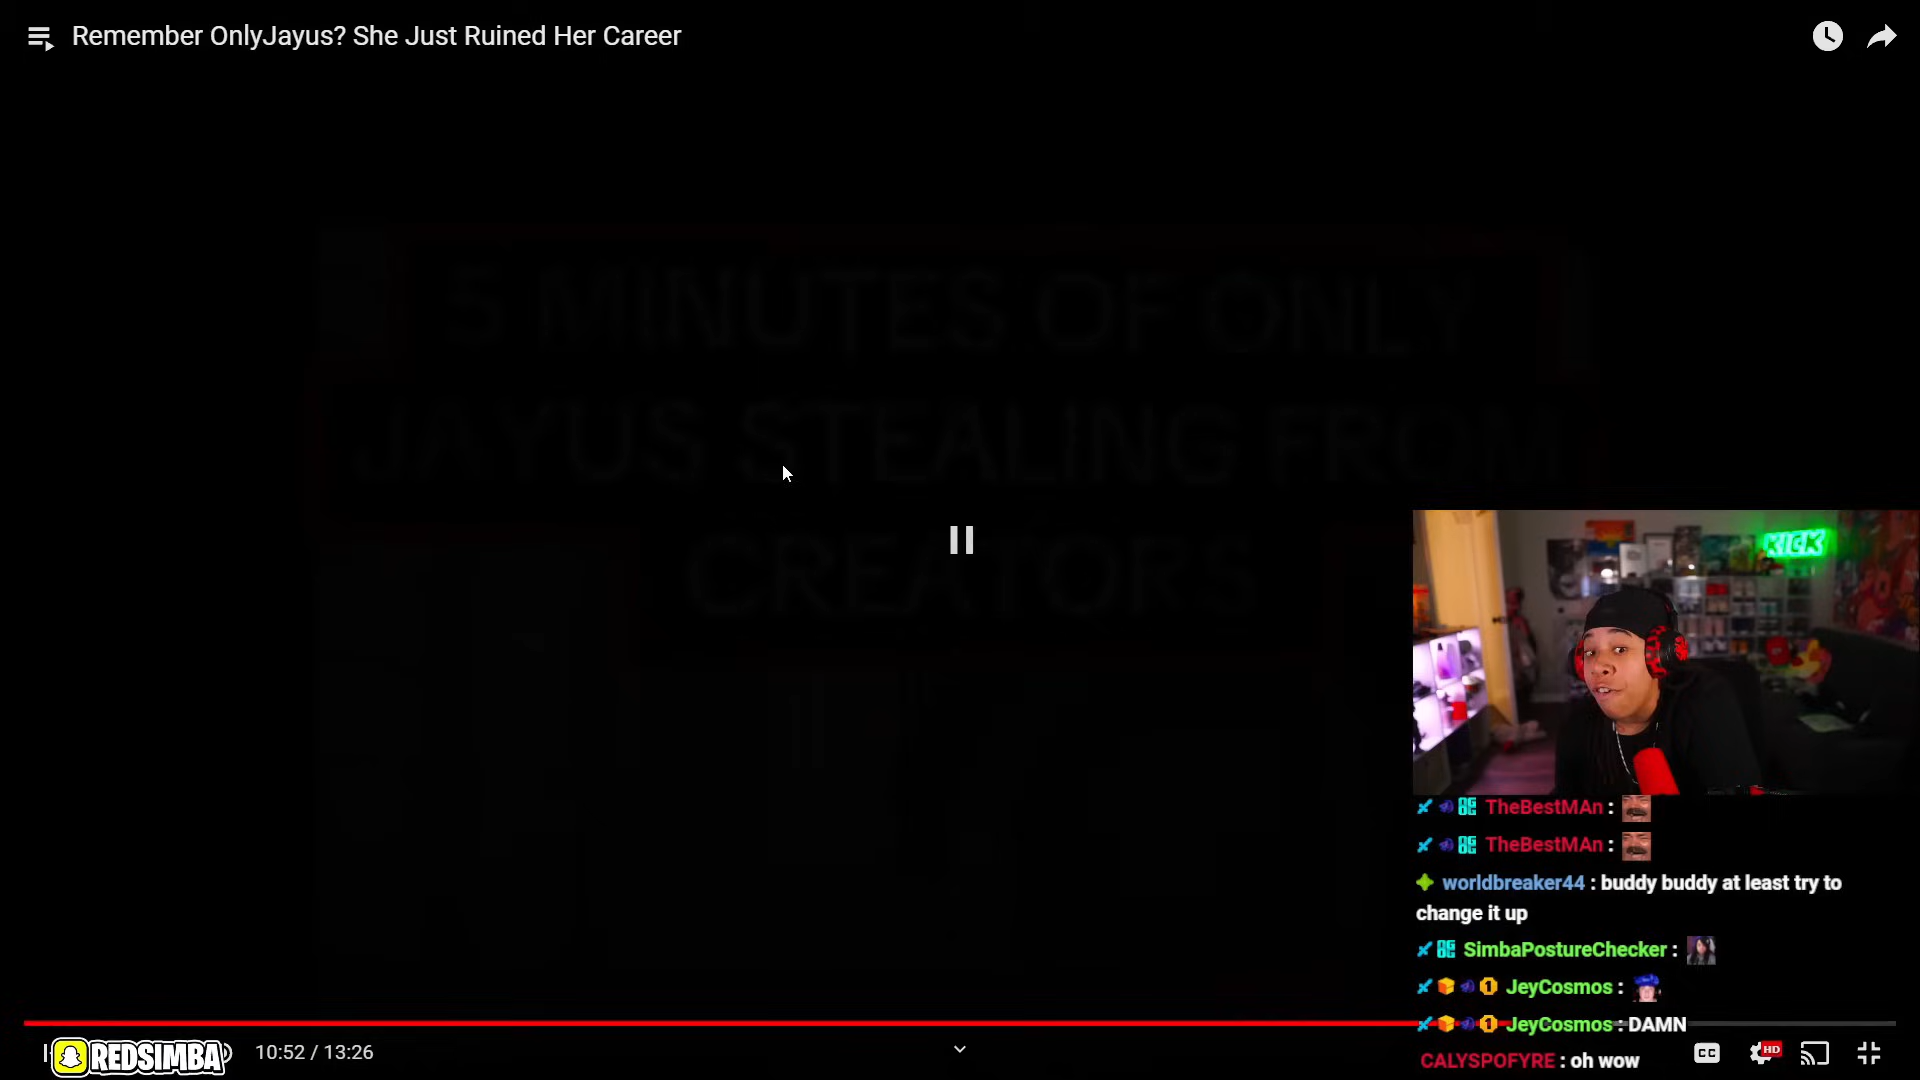 Remember OnlyJayus? She Just Ruined Her Career
5 MINUTES OF ONLY
JAYUS STEALING FROM
CREATORS
KICK
TheBestMAn :
TheBestMAn :
worldbreaker44 : buddy buddy at least try to
change it up
SimbaPostureChecker :
JeyCosmos :
JeyCosmos : DAMN
CALYSPOFYRE : oh wow
REDSIMBA
10:52 / 13:26
CC
HD